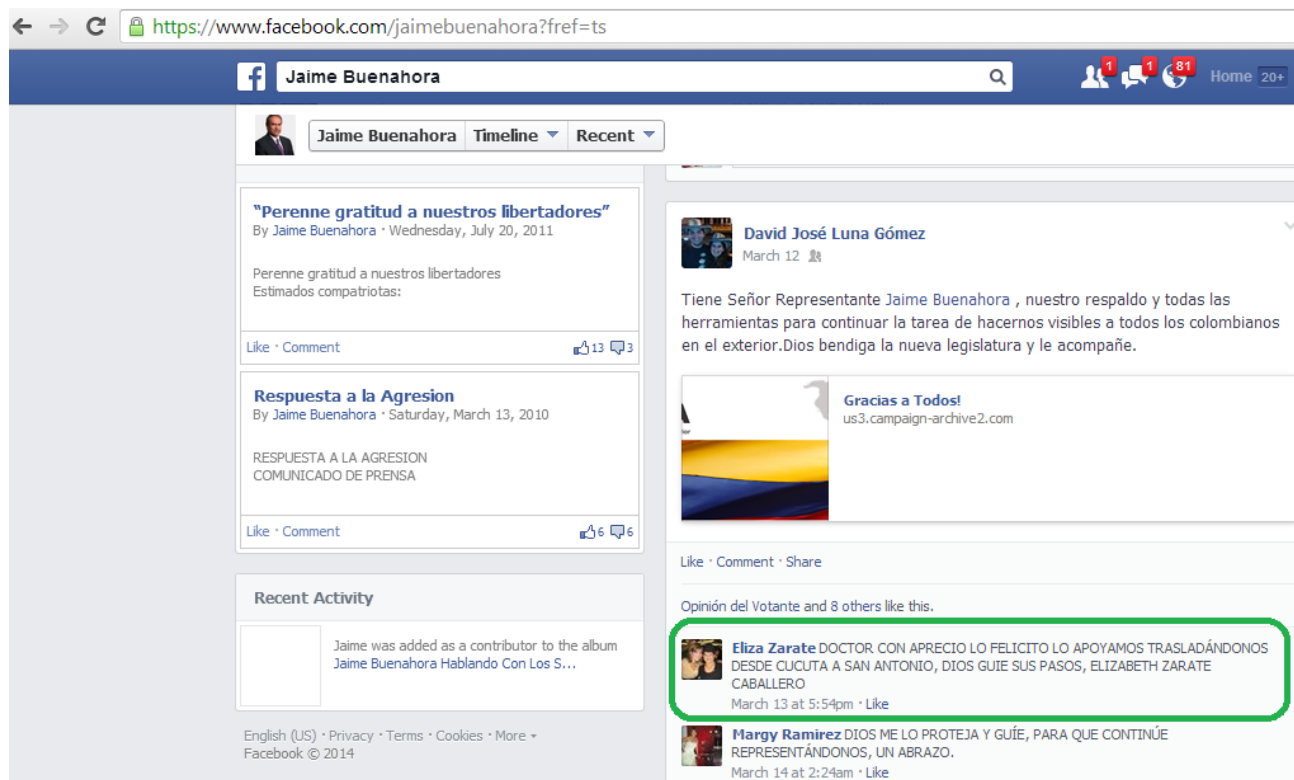 https://www.facebook.com/jaimebuenahora?fref=ts
f Jaime Buenahora 1 1 81 Home 20+
Jaime Buenahora Timeline Recent
"Perenne gratitud a nuestros libertadores"
By Jaime Buenahora · Wednesday, July 20, 2011
Perenne gratitud a nuestros libertadores
Estimados compatriotas:
Like · Comment 13 3
Respuesta a la Agresion
By Jaime Buenahora · Saturday, March 13, 2010
RESPUESTA A LA AGRESION
COMUNICADO DE PRENSA
Like · Comment 6 6
Recent Activity
Jaime was added as a contributor to the album
Jaime Buenahora Hablando Con Los S...
English (US) · Privacy · Terms · Cookies · More
Facebook © 2014
David José Luna Gómez
March 12
Tiene Señor Representante Jaime Buenahora , nuestro respaldo y todas las
herramientas para continuar la tarea de hacernos visibles a todos los colombianos
en el exterior.Dios bendiga la nueva legislatura y le acompañe.
A
Gracias a Todos!
us3.campaign-archive2.com
Like · Comment · Share
Opinión del Votante and 8 others like this.
Eliza Zarate DOCTOR CON APRECIO LO FELICITO LO APOYAMOS TRASLADÁNDONOS
DESDE CUCUTA A SAN ANTONIO, DIOS GUIE SUS PASOS, ELIZABETH ZARATE
CABALLERO
March 13 at 5:54pm · Like
Margy Ramirez DIOS ME LO PROTEJA Y GUÍE, PARA QUE CONTINÚE
REPRESENTÁNDONOS, UN ABRAZO.
March 14 at 2:24am · Like